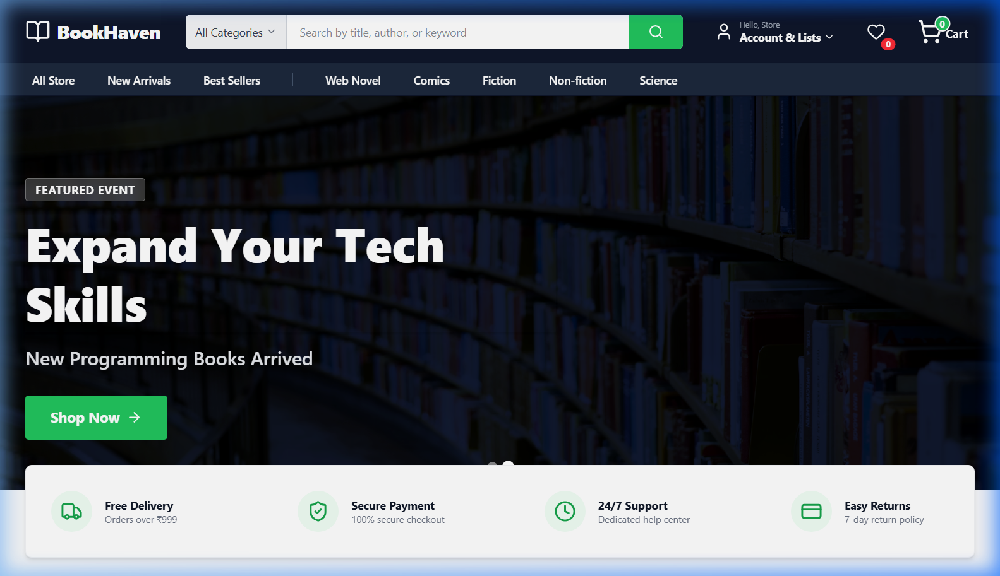 BookHaven
All Categories
Search by title, author, or keyword
Hello, Store
Account & Lists
0
0
Cart
All Store
New Arrivals
Best Sellers
Web Novel
Comics
Fiction
Non-fiction
Science
FEATURED EVENT
Expand Your Tech
Skills
New Programming Books Arrived
Shop Now
Free Delivery
Orders over ₹999
Secure Payment
100% secure checkout
24/7 Support
Dedicated help center
Easy Returns
7-day return policy